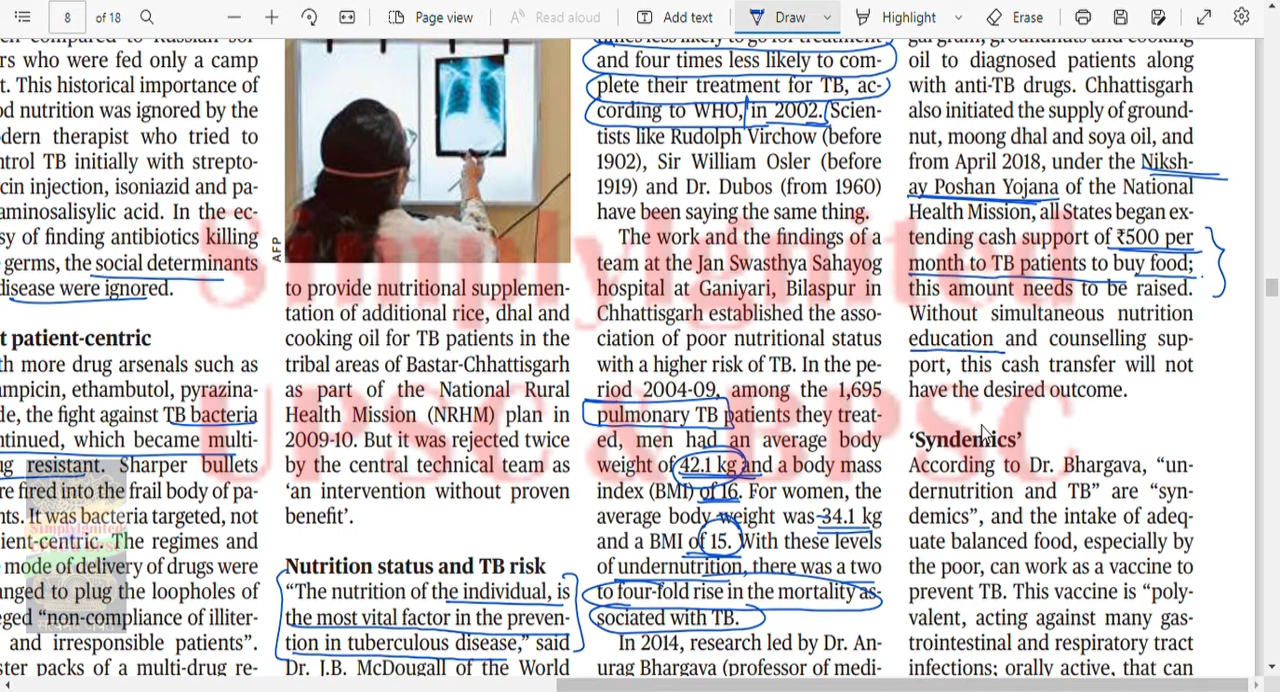 8 of 18
Page view
Read aloud
Add text
Draw
Highlight
Erase
rs who were fed only a camp
t. This historical importance of
d nutrition was ignored by the
dern therapist who tried to
ntrol TB initially with strepto-
cin injection, isoniazid and pa-
aminosalisylic acid. In the ec-
sy of finding antibiotics killing
germs, the social determinants
disease were ignored.
t patient-centric
th more drug arsenals such as
ampicin, ethambutol, pyrazina-
de, the fight against TB bacteria
ntinued, which became multi-
ug resistant. Sharper bullets
re fired into the frail body of pa-
nts. It was bacteria targeted, not
ient-centric. The regimes and
mode of delivery of drugs were
anged to plug the loopholes of
eged “non-compliance of illiter-
and irresponsible patients”.
ster packs of a multi-drug re-
AFP
to provide nutritional supplemen-
tation of additional rice, dhal and
cooking oil for TB patients in the
tribal areas of Bastar-Chhattisgarh
as part of the National Rural
Health Mission (NRHM) plan in
2009-10. But it was rejected twice
by the central technical team as
‘an intervention without proven
benefit’.
Nutrition status and TB risk
“The nutrition of the individual, is
the most vital factor in the preven-
tion in tuberculous disease,” said
Dr. J.B. McDougall of the World
times less likely to go for treatment
and four times less likely to com-
plete their treatment for TB, ac-
cording to WHO, in 2002. Scien-
tists like Rudolph Virchow (before
1902), Sir William Osler (before
1919) and Dr. Dubos (from 1960)
have been saying the same thing.
The work and the findings of a
team at the Jan Swasthya Sahayog
hospital at Ganiyari, Bilaspur in
Chhattisgarh established the asso-
ciation of poor nutritional status
with a higher risk of TB. In the pe-
riod 2004-09, among the 1,695
pulmonary TB patients they treat-
ed, men had an average body
weight of 42.1 kg and a body mass
index (BMI) of 16. For women, the
average body weight was 34.1 kg
and a BMI of 15. With these levels
of undernutrition, there was a two
to four-fold rise in the mortality as-
sociated with TB.
In 2014, research led by Dr. An-
urag Bhargava (professor of medi-
gal gram, groundnuts and cooking
oil to diagnosed patients along
with anti-TB drugs. Chhattisgarh
also initiated the supply of ground-
nut, moong dhal and soya oil, and
from April 2018, under the Niksh-
ay Poshan Yojana of the National
Health Mission, all States began ex-
tending cash support of ₹500 per
month to TB patients to buy food;
this amount needs to be raised.
Without simultaneous nutrition
education and counselling sup-
port, this cash transfer will not
have the desired outcome.
‘Syndemics’
According to Dr. Bhargava, “un-
dernutrition and TB” are “syn-
demics”, and the intake of adeq-
uate balanced food, especially by
the poor, can work as a vaccine to
prevent TB. This vaccine is “poly-
valent, acting against many gas-
trointestinal and respiratory tract
infections; orally active, that can
SimplyIgnited
UPSC & BPSC